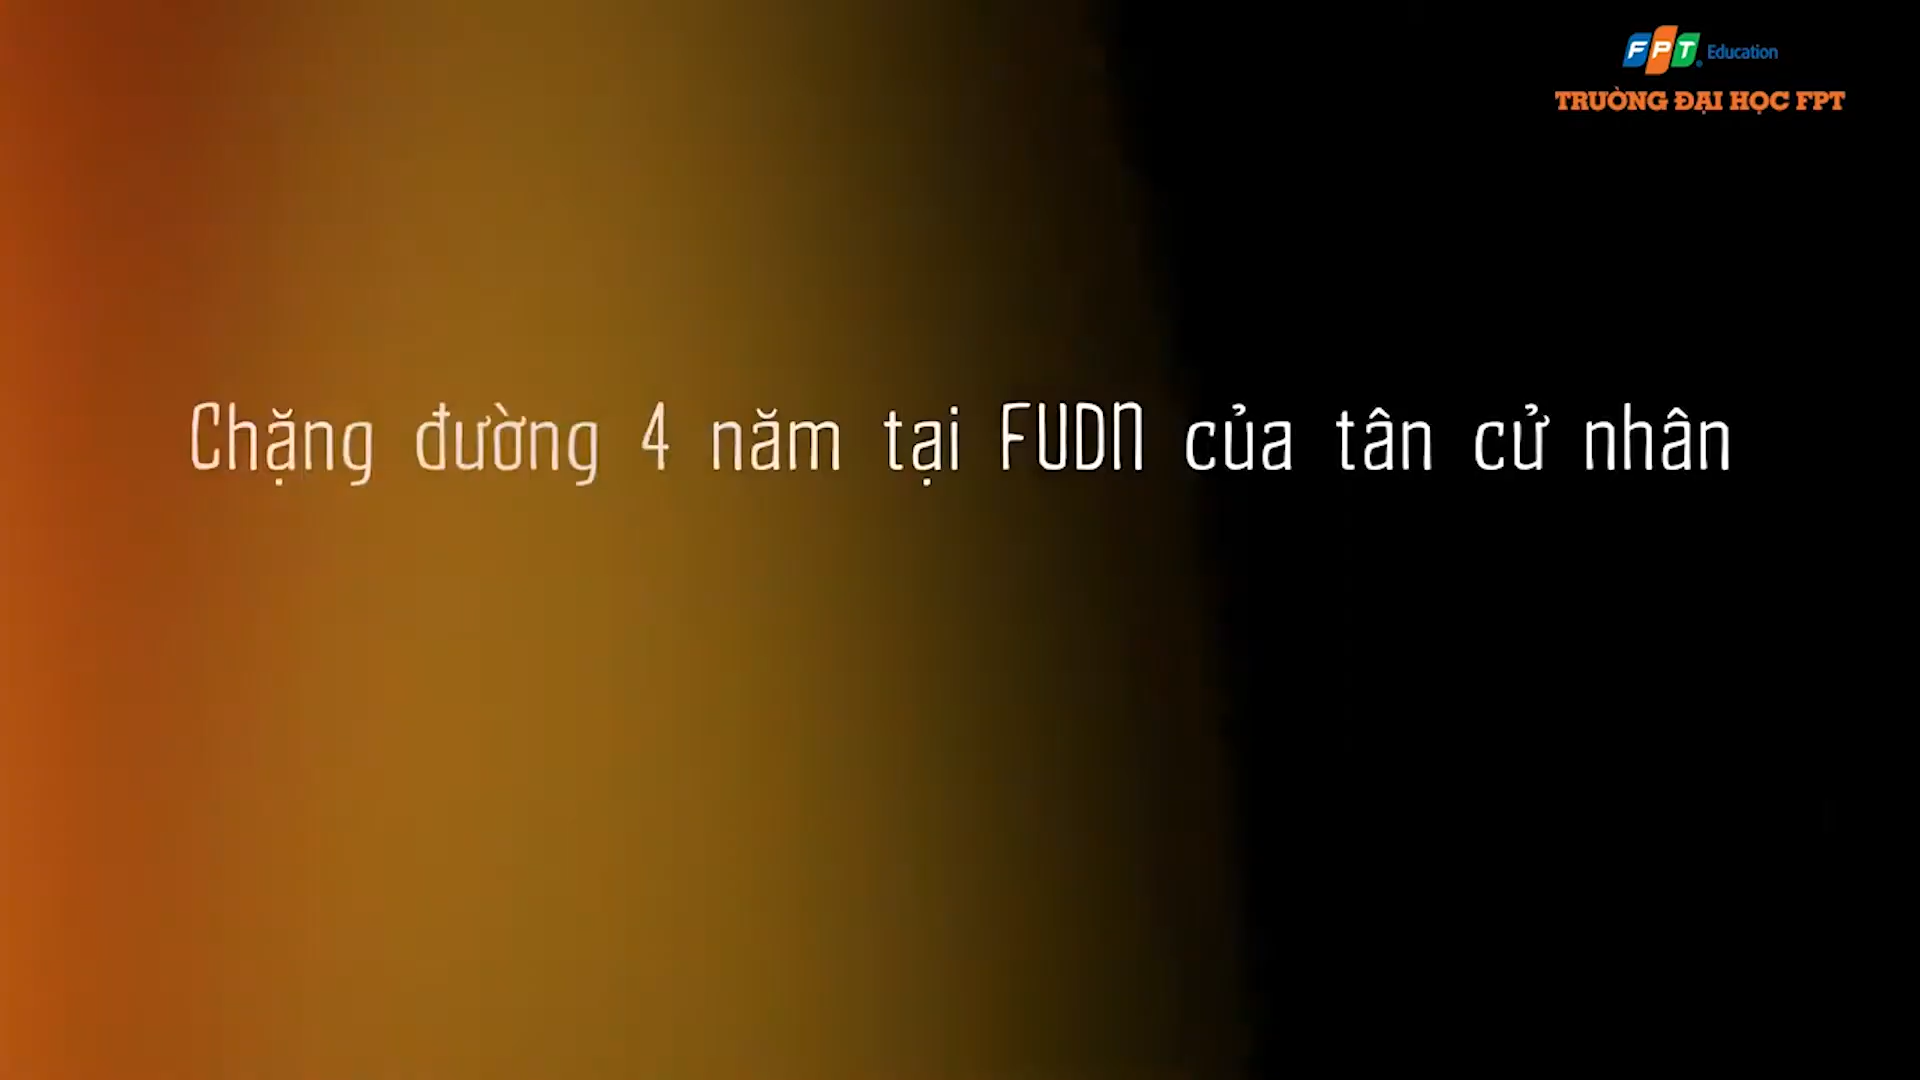 FPT Education
TRƯỜNG ĐẠI HỌC FPT
Chặng đường 4 năm tại FUDN của tân cử nhân